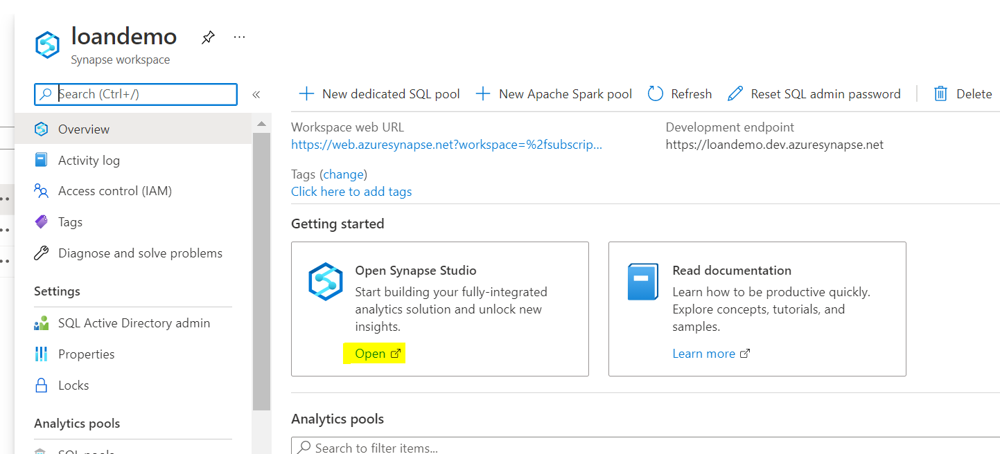 loandemo
...
Synapse workspace
Search (Ctrl+/)
«
Overview
Activity log
Access control (IAM)
Tags
Diagnose and solve problems
Settings
SQL Active Directory admin
Properties
Locks
Analytics pools
SQL pools
New dedicated SQL pool
New Apache Spark pool
Refresh
Reset SQL admin password
Delete
Workspace web URL
https://web.azuresynapse.net?workspace=%2fsubscrip...
Development endpoint
https://loandemo.dev.azuresynapse.net
Tags (change)
Click here to add tags
Getting started
Open Synapse Studio
Start building your fully-integrated
analytics solution and unlock new
insights.
Open
Read documentation
Learn how to be productive quickly.
Explore concepts, tutorials, and
samples.
Learn more
Analytics pools
Search to filter items...